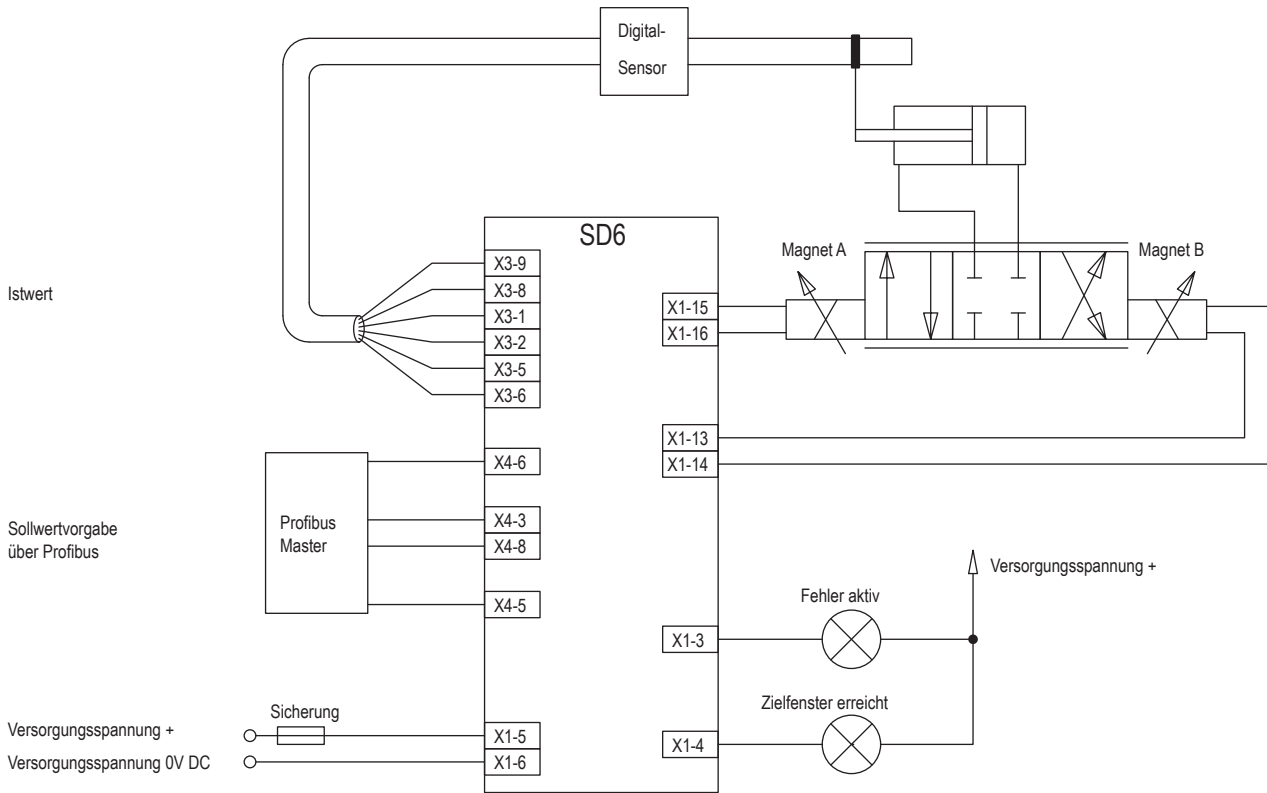 Digital-
Sensor
SD6
Magnet A
Magnet B
Istwert
X3-9
X3-8
X3-1
X3-2
X3-5
X3-6
X1-15
X1-16
X1-13
X1-14
Sollwertvorgabe
über Profibus
Profibus
Master
X4-6
X4-3
X4-8
X4-5
Versorgungsspannung +
Fehler aktiv
X1-3
Zielfenster erreicht
X1-4
Sicherung
Versorgungsspannung +
X1-5
Versorgungsspannung 0V DC
X1-6